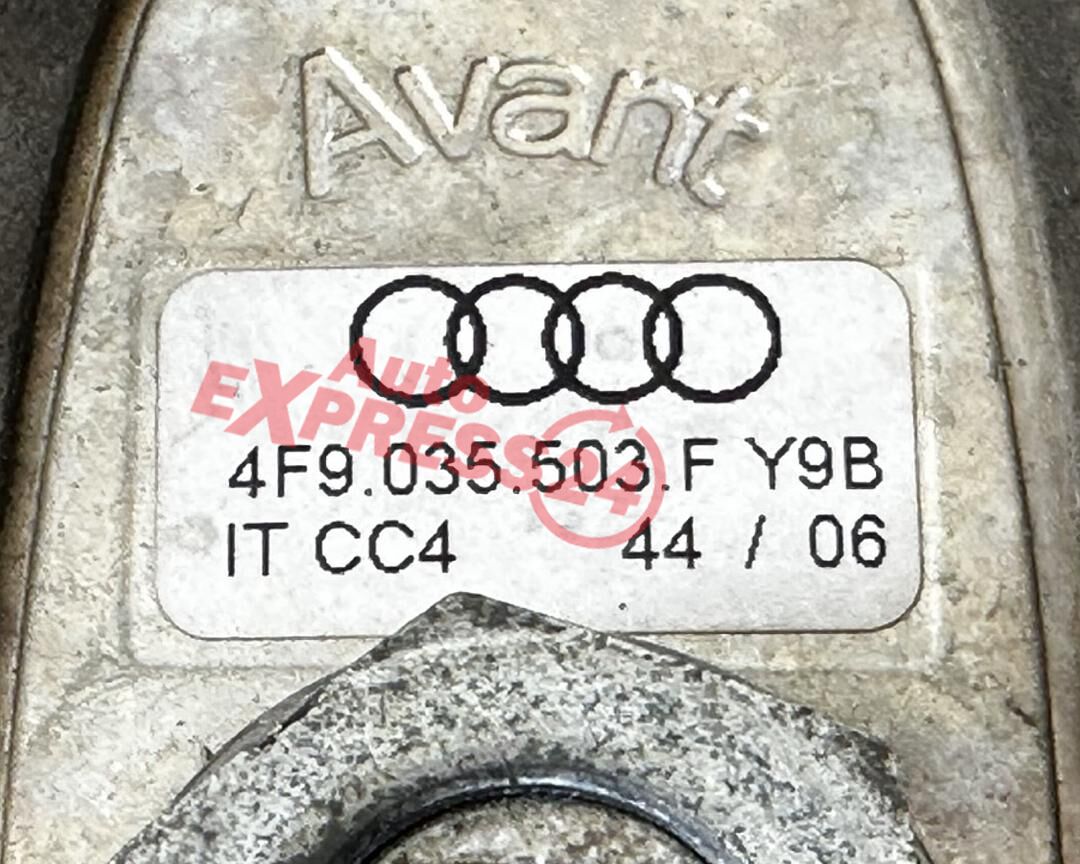 Avant
Auto
EXPRESS24
4F9.035.503.F Y9B
IT CC4 44 / 06